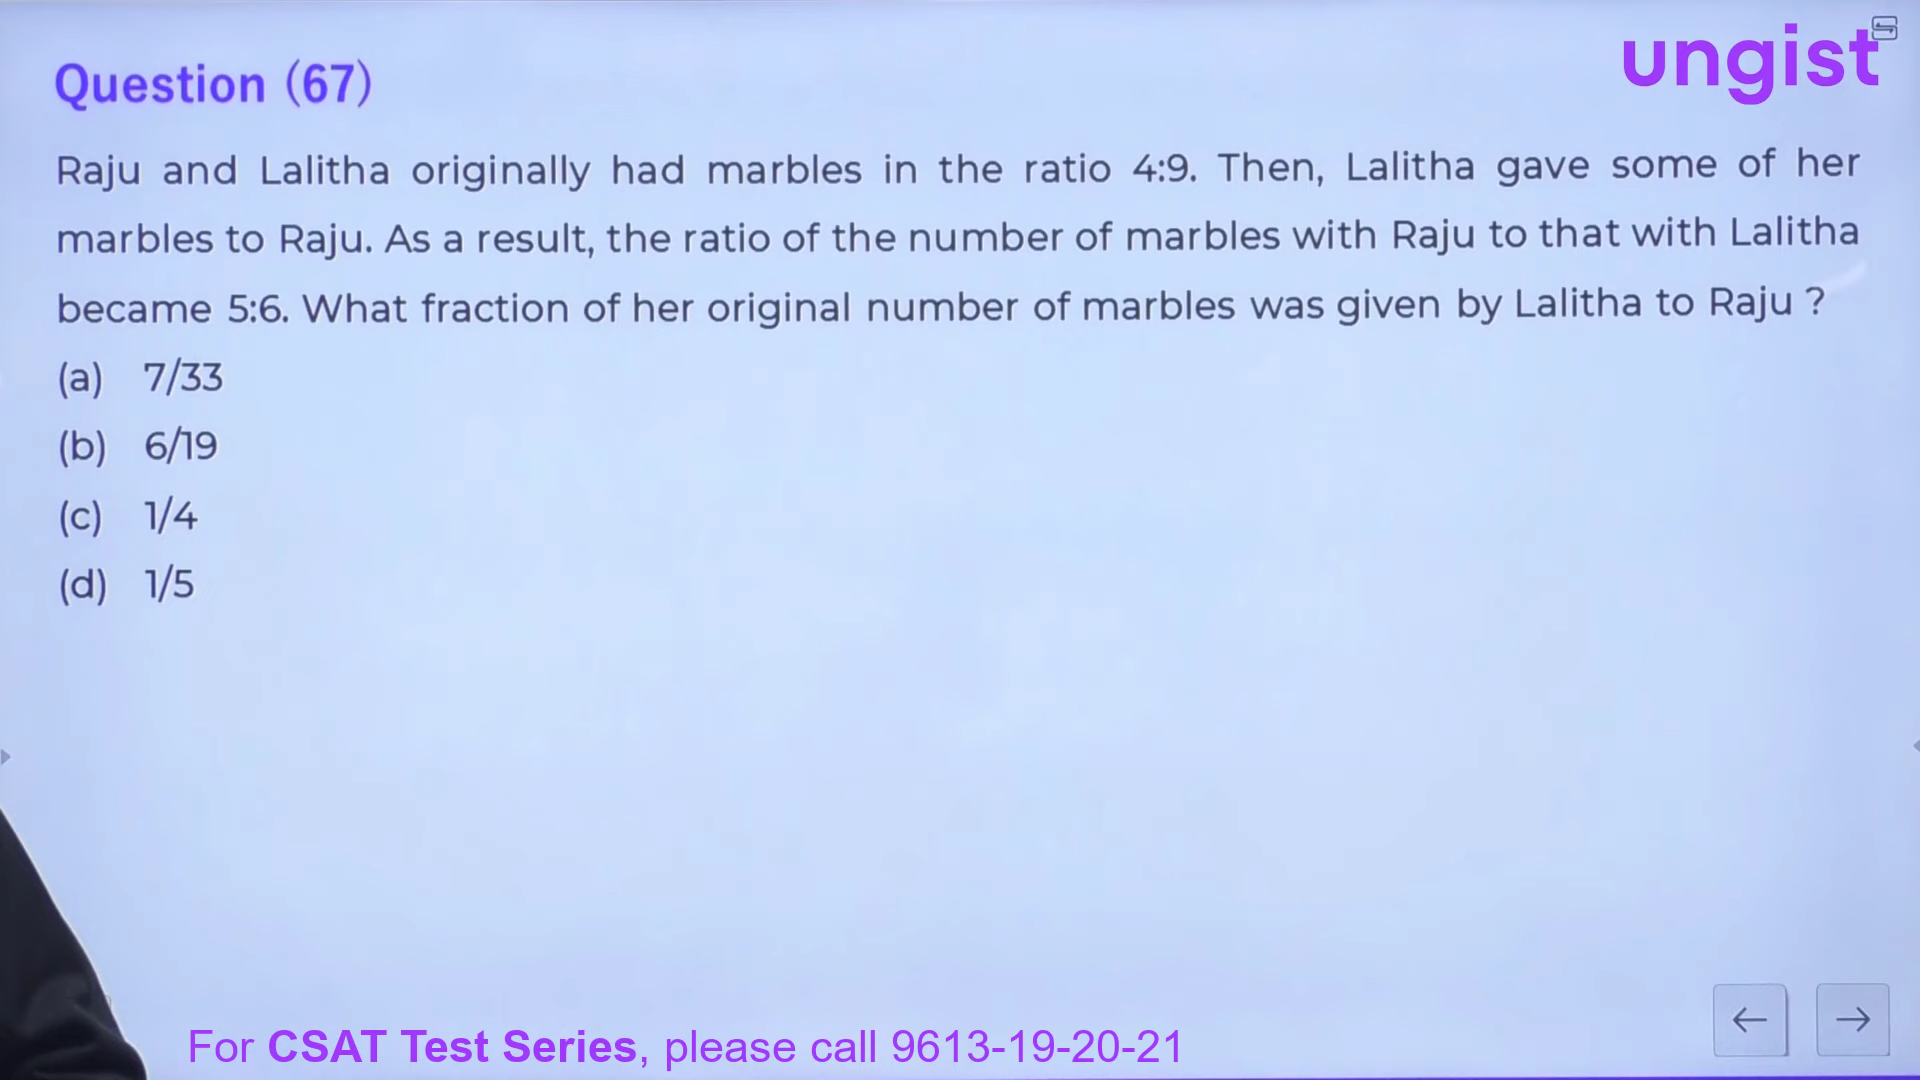 ungist
Question (67)
Raju and Lalitha originally had marbles in the ratio 4:9. Then, Lalitha gave some of her
marbles to Raju. As a result, the ratio of the number of marbles with Raju to that with Lalitha
became 5:6. What fraction of her original number of marbles was given by Lalitha to Raju ?
(a) 7/33
(b) 6/19
(c) 1/4
(d) 1/5
For CSAT Test Series, please call 9613-19-20-21